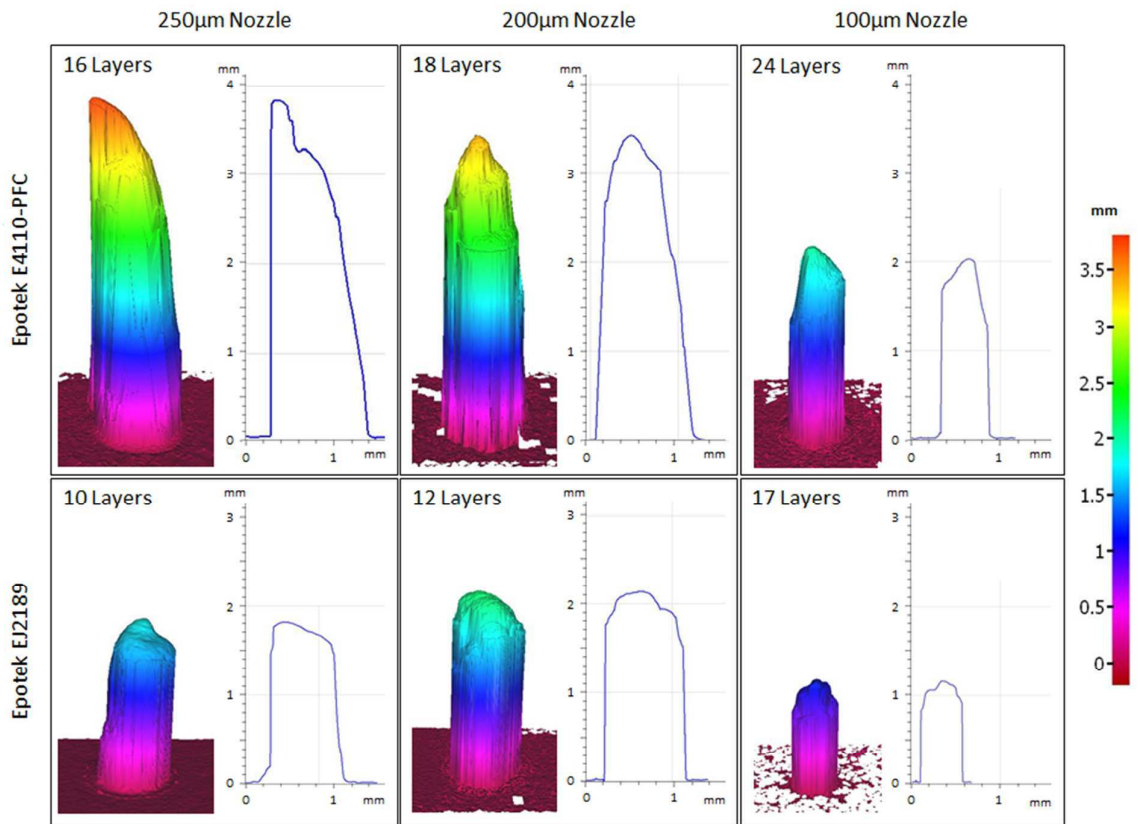 250µm Nozzle
200µm Nozzle
100µm Nozzle
Epotek E4110-PFC
16 Layers
mm
4
3
2
1
0
0
1
mm
18 Layers
mm
4
3
2
1
0
0
1
mm
24 Layers
mm
4
3
2
1
0
0
1
mm
Epotek EJ2189
10 Layers
mm
3
2
1
0
0
1
mm
12 Layers
mm
3
2
1
0
0
1
mm
17 Layers
mm
3
2
1
0
0
1
mm
mm
3.5
3
2.5
2
1.5
1
0.5
0